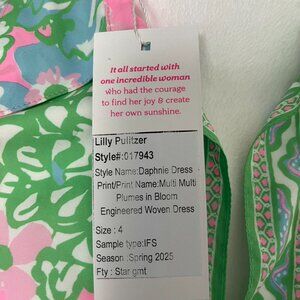 It all started with
one incredible woman
who had the courage
to find her joy & create
her own sunshine.
Lilly Pulitzer
Style#:017943
Style Name:Daphnie Dress
Print/Print Name:Multi Multi
Plumes in Bloom
Engineered Woven Dress
Size : 4
Sample type:IFS
Season :Spring 2025
Fty : Star gmt